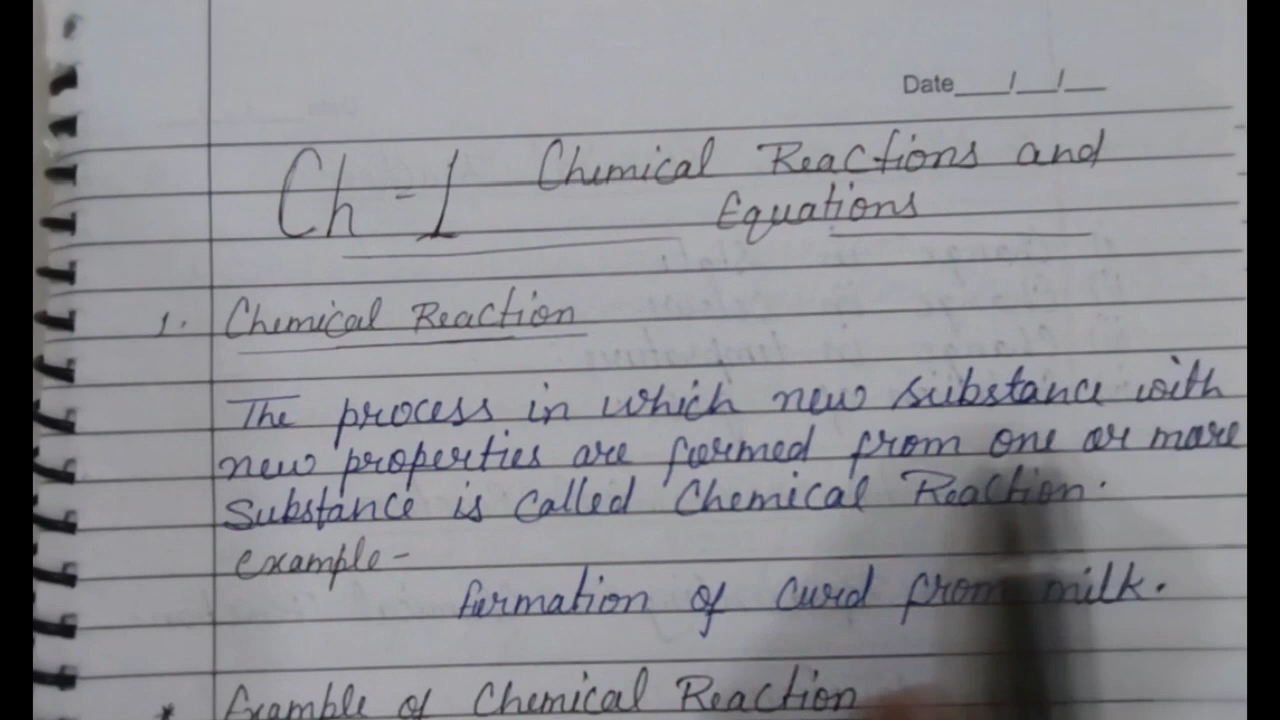 Date__/__/__
Ch-1 Chemical Reactions and
Equations
1. Chemical Reaction
The process in which new substance with
new properties are formed from one or more
Substance is called Chemical Reaction.
example-
formation of curd from milk.
* Example of Chemical Reaction